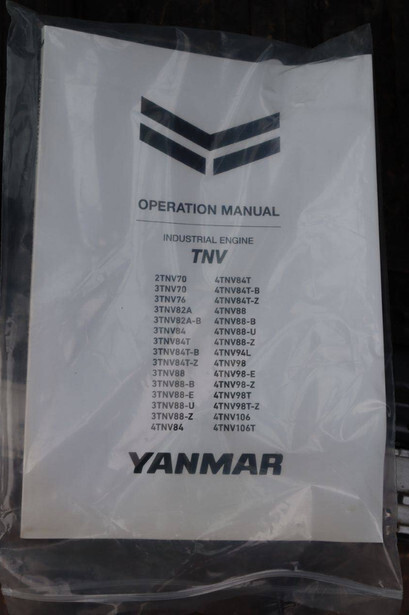 OPERATION MANUAL
INDUSTRIAL ENGINE
TNV
2TNV70 4TNV84T
3TNV70 4TNV84T-B
3TNV76 4TNV84T-Z
3TNV82A 4TNV88
3TNV82A-B 4TNV88-B
3TNV84 4TNV88-U
3TNV84T 4TNV88-Z
3TNV84T-B 4TNV94L
3TNV84T-Z 4TNV98
3TNV88 4TNV98-E
3TNV88-B 4TNV98-Z
3TNV88-E 4TNV98T
3TNV88-U 4TNV98T-Z
3TNV88-Z 4TNV106
4TNV84 4TNV106T
YANMAR